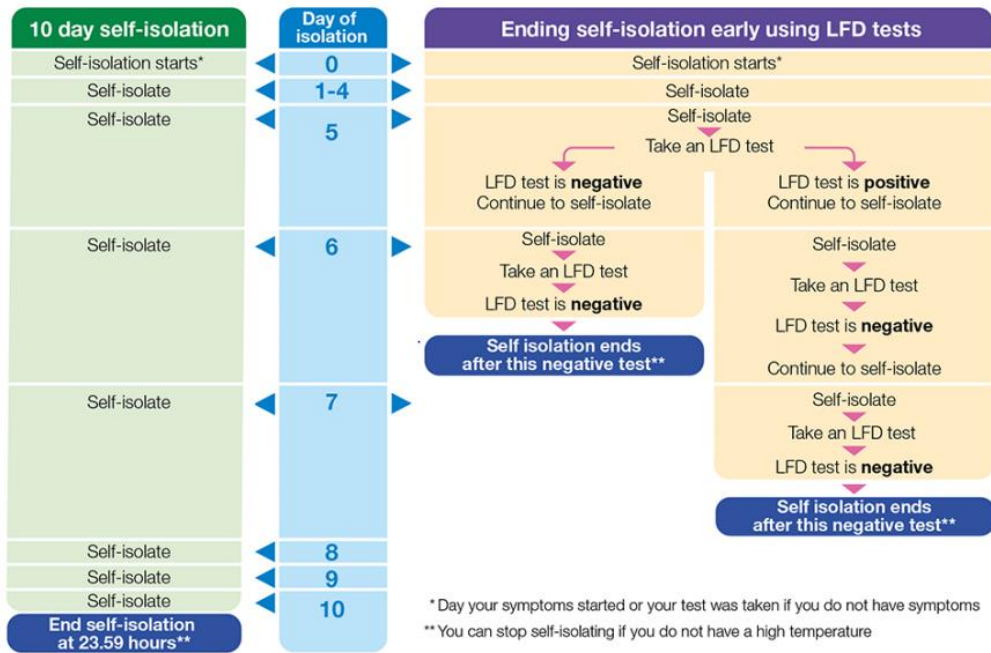 10 day self-isolation
Day of
isolation
Ending self-isolation early using LFD tests
Self-isolation starts*
0
Self-isolation starts*
Self-isolate
1-4
Self-isolate
Self-isolate
5
Self-isolate
Take an LFD test
LFD test is negative
Continue to self-isolate
LFD test is positive
Continue to self-isolate
Self-isolate
6
Self-isolate
Take an LFD test
LFD test is negative
Self isolation ends
after this negative test**
Self-isolate
Take an LFD test
LFD test is negative
Continue to self-isolate
Self-isolate
7
Self-isolate
Take an LFD test
LFD test is negative
Self isolation ends
after this negative test**
Self-isolate
8
Self-isolate
9
Self-isolate
10
End self-isolation
at 23.59 hours**
* Day your symptoms started or your test was taken if you do not have symptoms
** You can stop self-isolating if you do not have a high temperature